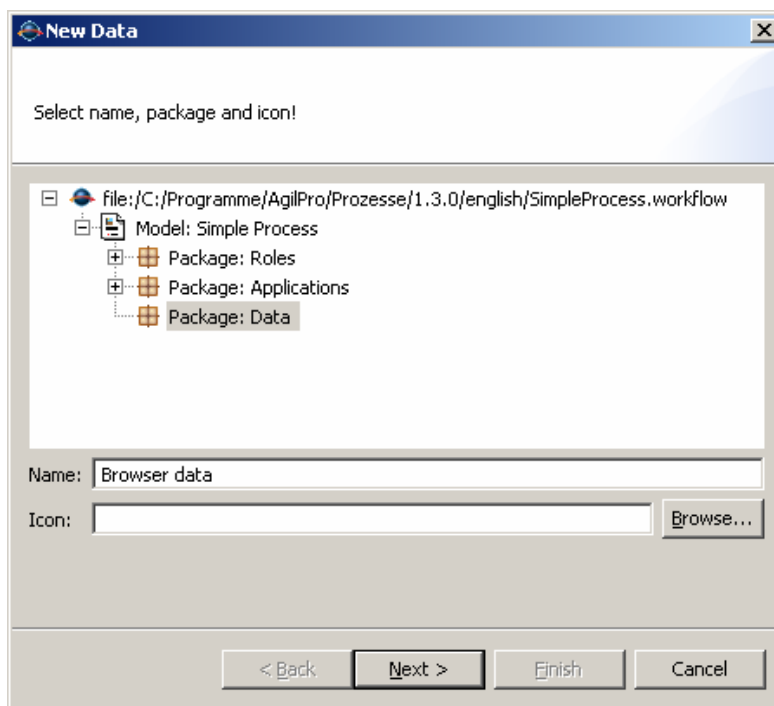 New Data
Select name, package and icon!
file:/C:/Programme/AgilPro/Prozesse/1.3.0/english/SimpleProcess.workflow
Model: Simple Process
Package: Roles
Package: Applications
Package: Data
Name: Browser data
Icon: Browse...
< Back Next > Finish Cancel